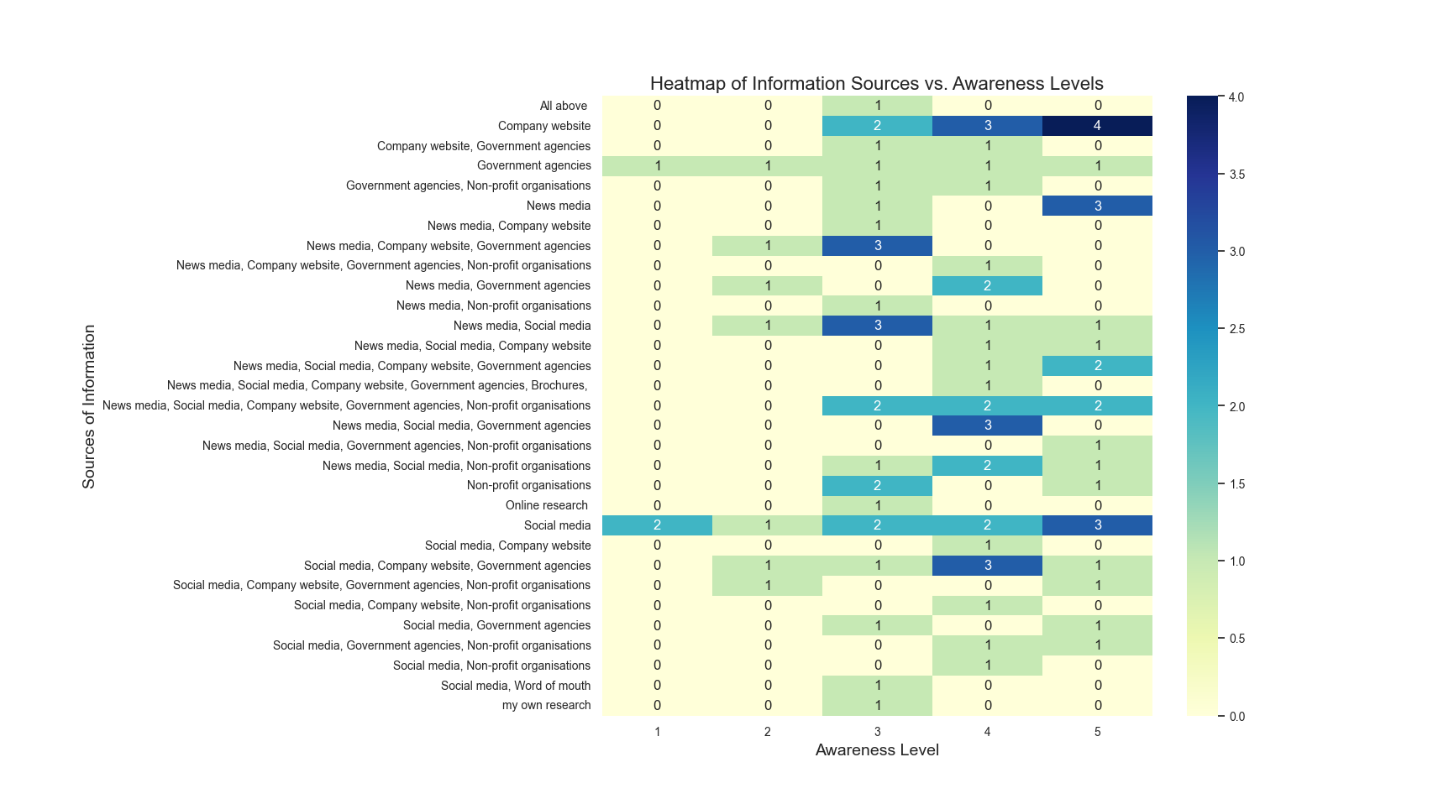 Heatmap of Information Sources vs. Awareness Levels
All above 0 0 1 0 0
Company website 0 0 2 3 4
Company website, Government agencies 0 0 1 1 0
Government agencies 1 1 1 1 1
Government agencies, Non-profit organisations 0 0 1 1 0
News media 0 0 1 0 3
News media, Company website 0 0 1 0 0
News media, Company website, Government agencies 0 1 3 0 0
News media, Company website, Government agencies, Non-profit organisations 0 0 0 1 0
News media, Government agencies 0 1 0 2 0
News media, Non-profit organisations 0 0 1 0 0
News media, Social media 0 1 3 1 1
News media, Social media, Company website 0 0 0 1 1
News media, Social media, Company website, Government agencies 0 0 0 1 2
News media, Social media, Company website, Government agencies, Brochures, 0 0 0 1 0
News media, Social media, Company website, Government agencies, Non-profit organisations 0 0 2 2 2
News media, Social media, Government agencies 0 0 0 3 0
News media, Social media, Government agencies, Non-profit organisations 0 0 0 0 1
News media, Social media, Non-profit organisations 0 0 1 2 1
Non-profit organisations 0 0 2 0 1
Online research 0 0 1 0 0
Social media 2 1 2 2 3
Social media, Company website 0 0 0 1 0
Social media, Company website, Government agencies 0 1 1 3 1
Social media, Company website, Government agencies, Non-profit organisations 0 1 0 0 1
Social media, Company website, Non-profit organisations 0 0 0 1 0
Social media, Government agencies 0 0 1 0 1
Social media, Government agencies, Non-profit organisations 0 0 0 1 1
Social media, Non-profit organisations 0 0 0 1 0
Social media, Word of mouth 0 0 1 0 0
my own research 0 0 1 0 0
1 2 3 4 5
Awareness Level
Sources of Information
4.0
3.5
3.0
2.5
2.0
1.5
1.0
0.5
0.0